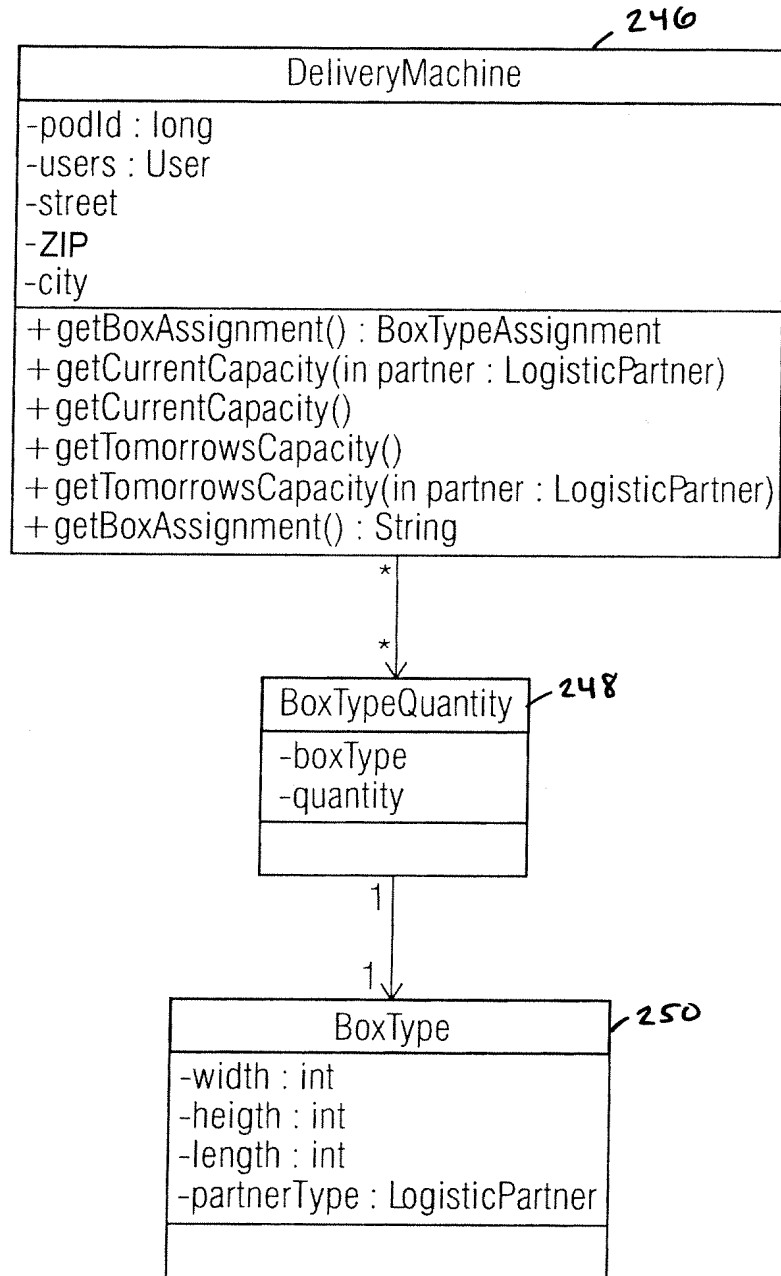 246
DeliveryMachine
-podId : long
-users : User
-street
-ZIP
-city
+getBoxAssignment() : BoxTypeAssignment
+getCurrentCapacity(in partner : LogisticPartner)
+getCurrentCapacity()
+getTomorrowsCapacity()
+getTomorrowsCapacity(in partner : LogisticPartner)
+getBoxAssignment() : String
*
*
248
BoxTypeQuantity
-boxType
-quantity
1
1
250
BoxType
-width : int
-heigth : int
-length : int
-partnerType : LogisticPartner